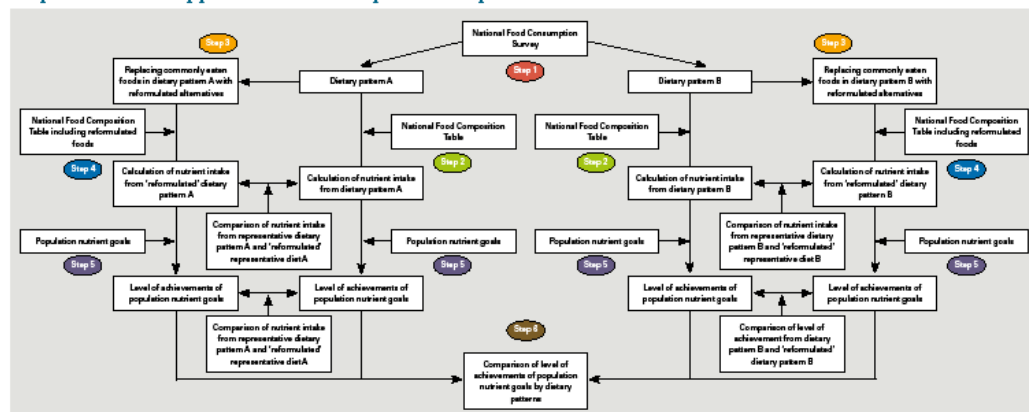 National Food Consumption
Survey
Step 3
Step 3
Step 1
Replacing commonly eaten
foods in dietary pattern A with
reformulated alternatives
Dietary pattern A
Dietary pattern B
Replacing commonly eaten
foods in dietary pattern B with
reformulated alternatives
National Food Composition
Table including reformulated
foods
National Food Composition
Table
National Food Composition
Table
National Food Composition
Table including reformulated
foods
Step 4
Step 2
Step 2
Step 4
Calculation of nutrient intake
from 'reformulated' dietary
pattern A
Calculation of nutrient intake
from dietary pattern A
Calculation of nutrient intake
from dietary pattern B
Calculation of nutrient intake
from 'reformulated' dietary
pattern B
Comparison of nutrient intake
from representative dietary
pattern A and 'reformulated'
representative diet A
Comparison of nutrient intake
from representative dietary
pattern B and 'reformulated'
representative diet B
Population nutrient goals
Population nutrient goals
Population nutrient goals
Population nutrient goals
Step 5
Step 5
Step 5
Step 5
Level of achievements of
population nutrient goals
Level of achievements of
population nutrient goals
Level of achievements of
population nutrient goals
Level of achievements of
population nutrient goals
Comparison of nutrient intake
from representative dietary
pattern A and 'reformulated'
representative diet A
Comparison of level of
achievement from dietary
pattern B and 'reformulated'
dietary pattern B
Step 6
Comparison of level of
achievements of population
nutrient goals by dietary
patterns